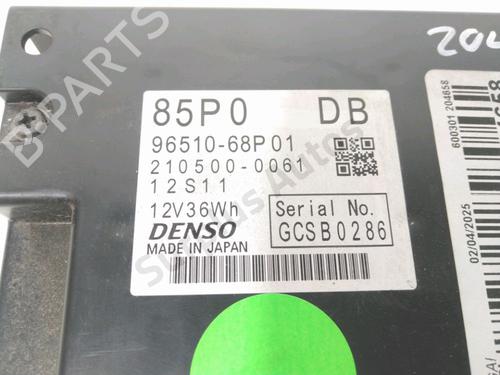 85P0 DB
96510-68P01
210500-0061
12S11
12V36Wh
DENSO
MADE IN JAPAN
Serial No.
GCSB0286
204
600301 204658
02/04/2025
B-PARTS